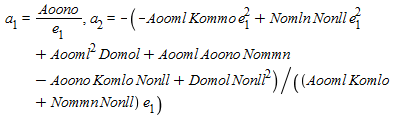 a₁ = Aoono/e₁, a₂ = -(-Aooml Kommo e₁² + Nomln Nonll e₁²
+ Aooml² Domol + Aooml Aoono Nommn
- Aoono Komlo Nonll + Domol Nonll²)/((Aooml Komlo
+ Nommn Nonll) e₁)